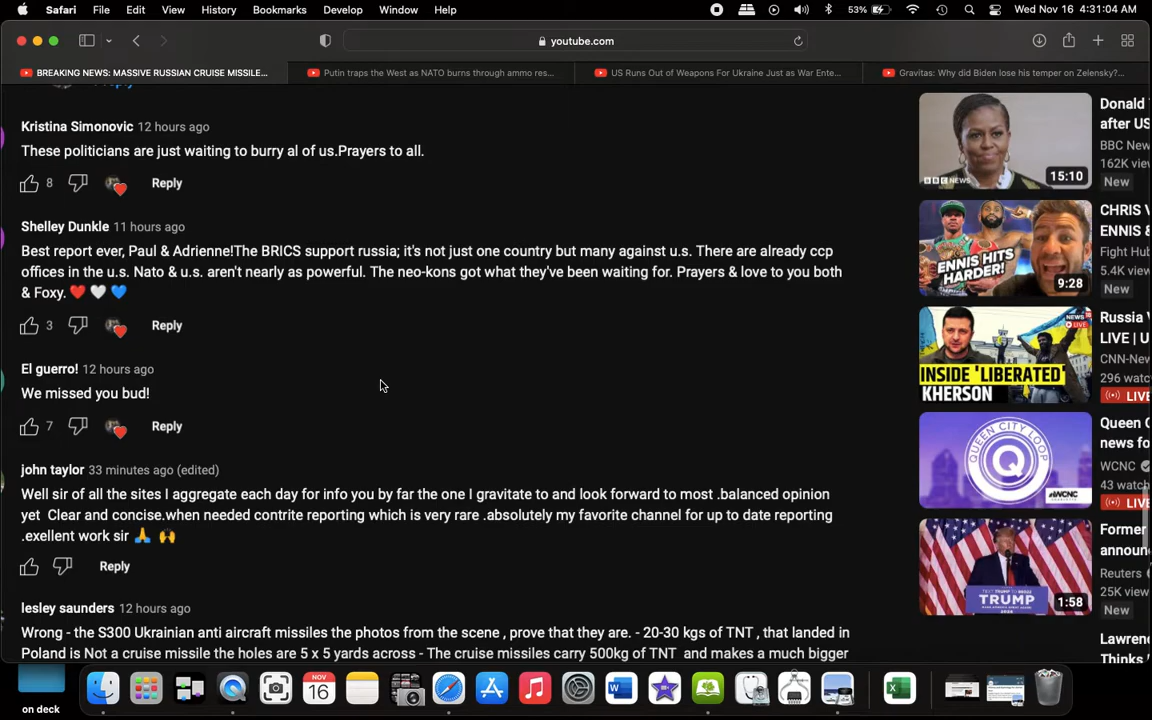 Safari File Edit View History Bookmarks Develop Window Help 53% Wed Nov 16 4:31:04 AM
youtube.com
BREAKING NEWS: MASSIVE RUSSIAN CRUISE MISSILE...
Putin traps the West as NATO burns through ammo res...
US Runs Out of Weapons For Ukraine Just as War Ente...
Gravitas: Why did Biden lose his temper on Zelensky?...
Kristina Simonovic 12 hours ago
These politicians are just waiting to burry al of us.Prayers to all.
8 Reply
Shelley Dunkle 11 hours ago
Best report ever, Paul & Adrienne!The BRICS support russia; it's not just one country but many against u.s. There are already ccp
offices in the u.s. Nato & u.s. aren't nearly as powerful. The neo-kons got what they've been waiting for. Prayers & love to you both
& Foxy. ❤️ 🤍 💙
3 Reply
El guerro! 12 hours ago
We missed you bud!
7 Reply
john taylor 33 minutes ago (edited)
Well sir of all the sites I aggregate each day for info you by far the one I gravitate to and look forward to most .balanced opinion
yet Clear and concise.when needed contrite reporting which is very rare .absolutely my favorite channel for up to date reporting
.exellent work sir 🙏 🙌
Reply
lesley saunders 12 hours ago
Wrong - the S300 Ukrainian anti aircraft missiles the photos from the scene , prove that they are. - 20-30 kgs of TNT , that landed in
Poland is Not a cruise missile the holes are 5 x 5 yards across - The cruise missiles carry 500kg of TNT and makes a much bigger
BBC NEWS
15:10
Donald
after US
BBC New
162K vie
New
ENNIS HITS
HARDER!
9:28
CHRIS
ENNIS &
Fight Hu
5.4K vie
New
NEWS
LIVE
INSIDE 'LIBERATED'
KHERSON
Russia
LIVE | U
CNN-Nev
296 watc
LIVE
QUEEN CITY
LOOP
WCNC
Queen C
news fo
WCNC
43 watch
LIVE
TRUMP
1:58
Former
announ
Reuters
25K view
New
Lawren
Thinks
on deck
NOV
16